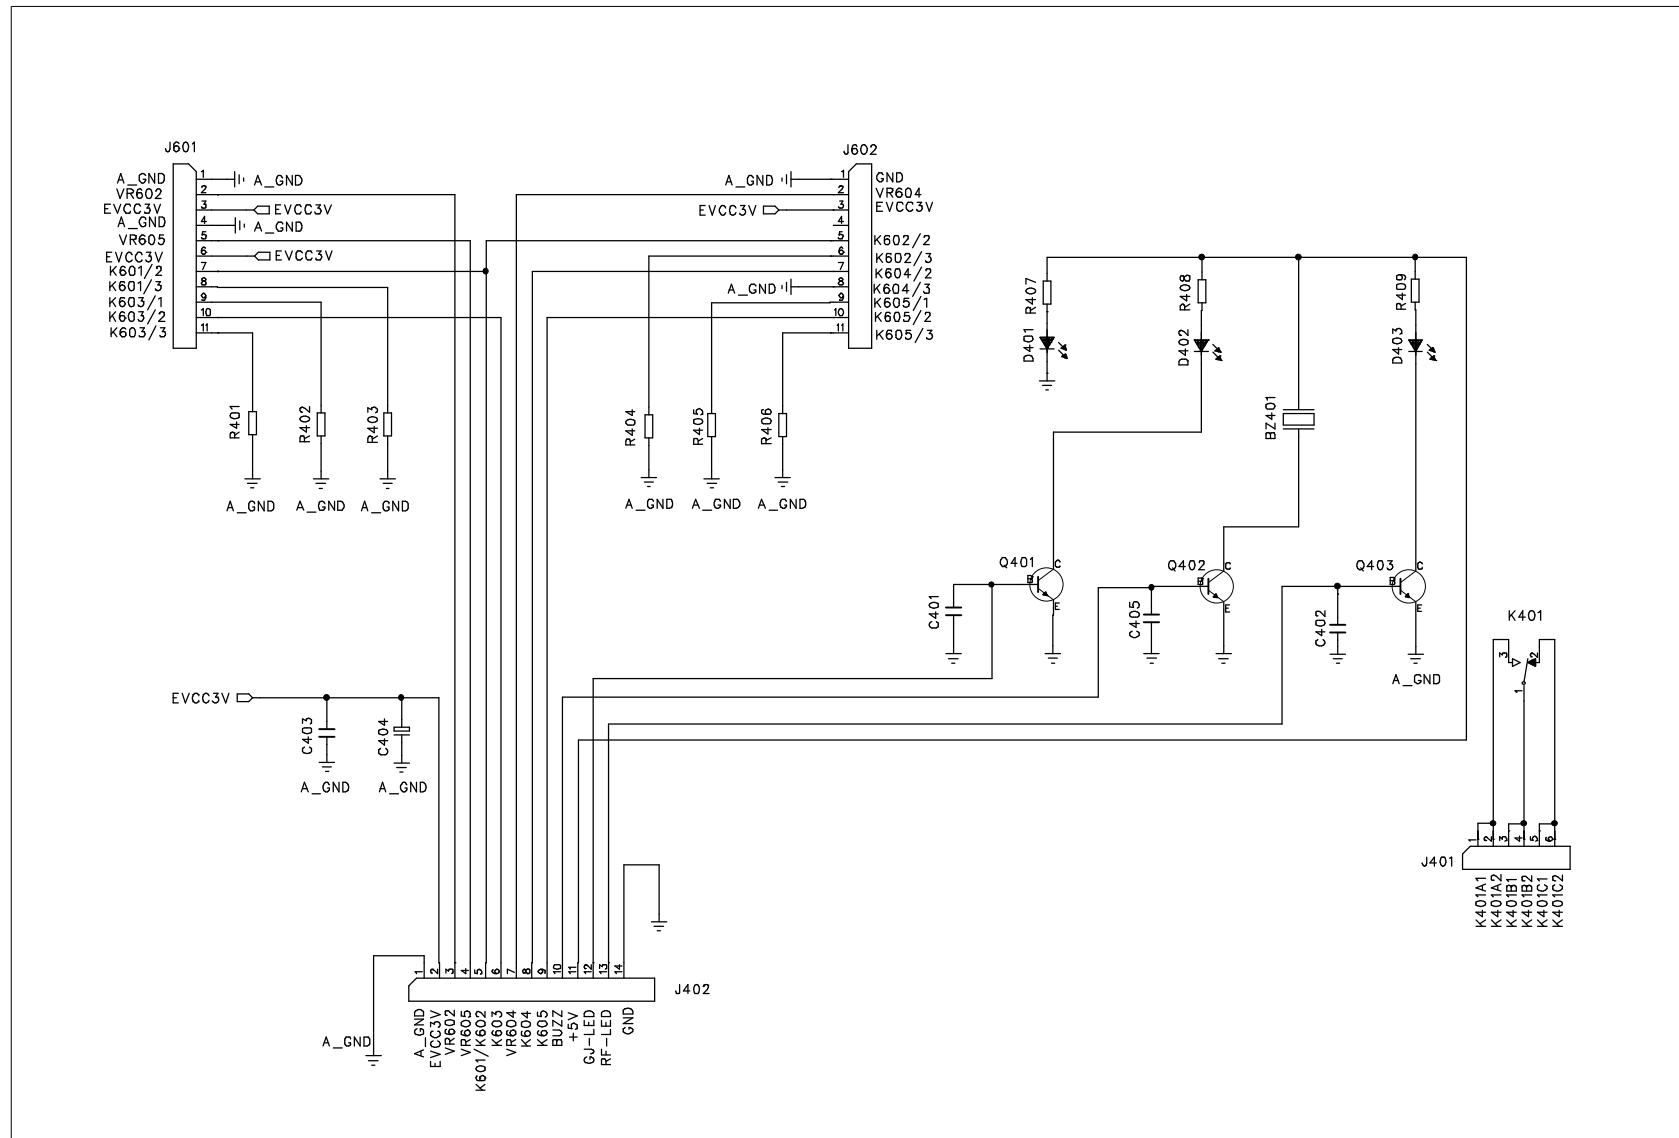 J601
A_GND 1 A_GND
VR602 2
EVCC3V 3 EVCC3V
A_GND 4 A_GND
VR605 5
EVCC3V 6 EVCC3V
K601/2 7
K601/3 8
K603/1 9
K603/2 10
K603/3 11
R401
R402
R403
A_GND
A_GND
A_GND
J602
A_GND 1 GND
2 VR604
EVCC3V 3 EVCC3V
4
5 K602/2
6 K602/3
7 K604/2
A_GND 8 K604/3
9 K605/1
10 K605/2
11 K605/3
R404
R405
R406
A_GND
A_GND
A_GND
R407
R408
R409
D401
D402
D403
BZ401
Q401
B
C
E
Q402
B
C
E
Q403
B
C
E
C401
C405
C402
A_GND
K401
3
2
1
EVCC3V
C403
C404
A_GND
A_GND
1 2 3 4 5 6
J401
K401A1
K401A2
K401B1
K401B2
K401C1
K401C2
1 2 3 4 5 6 7 8 9 10 11 12 13 14
J402
A_GND
A_GND
EVCC3V
VR602
VR605
K601/K602
K603
VR604
K604
K605
BUZZ
+5V
GJ-LED
RF-LED
GND